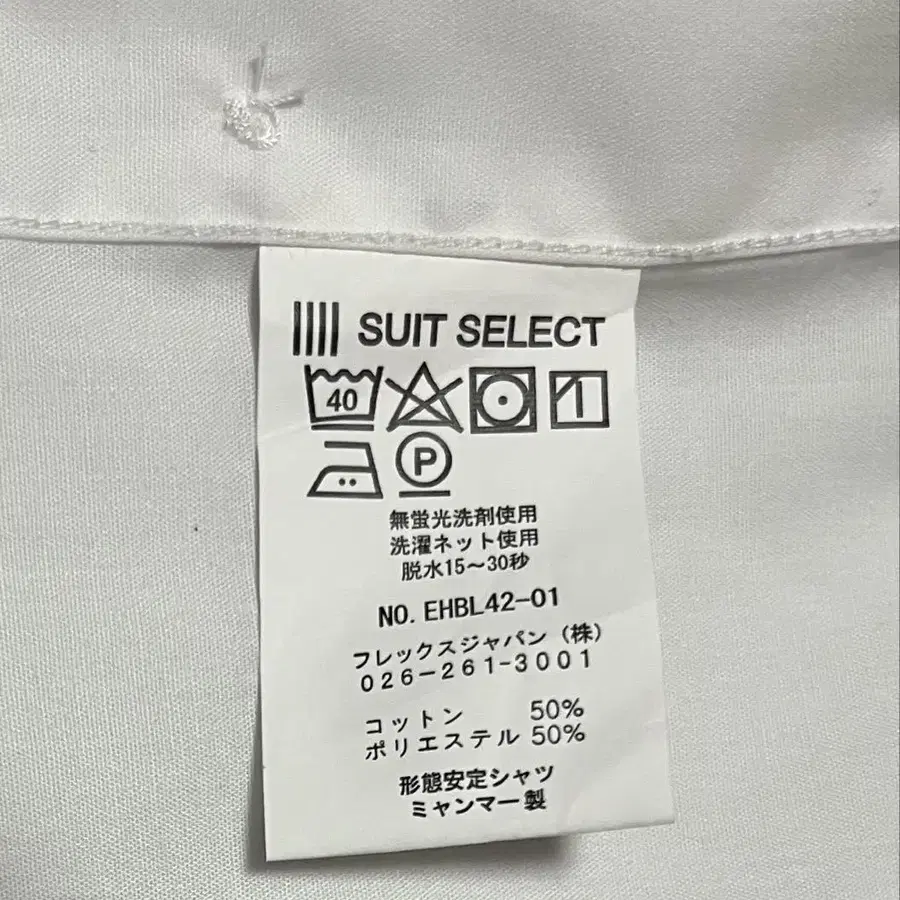 SUIT SELECT
40
P
無蛍光洗剤使用
洗濯ネット使用
脱水15〜30秒
NO. EHBL42-01
フレックスジャパン（株）
026-261-3001
コットン 50%
ポリエステル 50%
形態安定シャツ
ミャンマー製